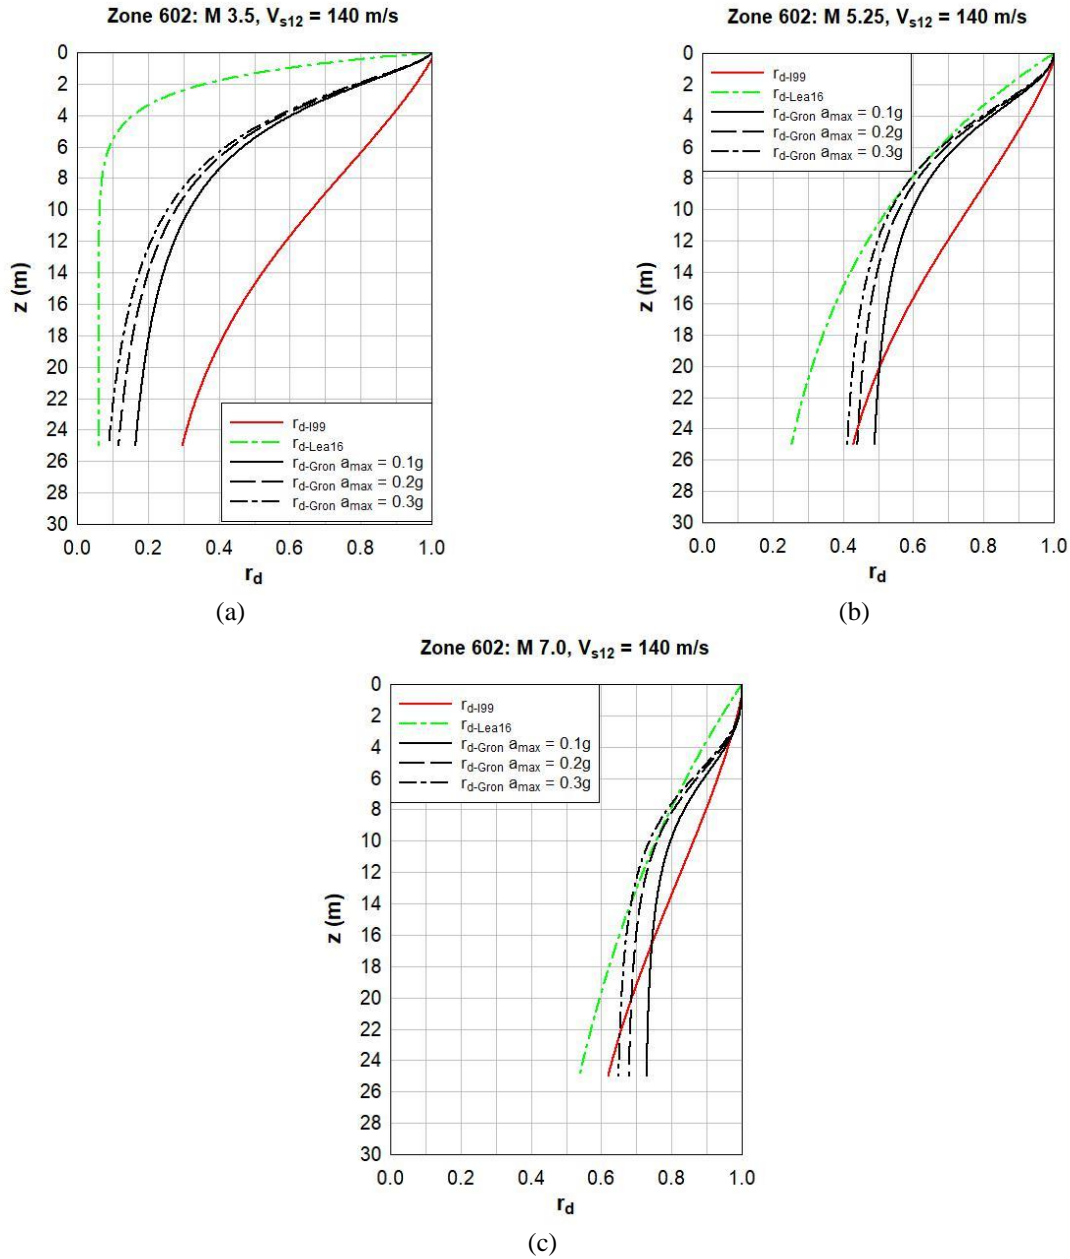 Zone 602: M 3.5, Vs12 = 140 m/s
z (m)
0
2
4
6
8
10
12
14
16
18
20
22
24
26
28
30
rd-I99
rd-Lea16
rd-Gron amax = 0.1g
rd-Gron amax = 0.2g
rd-Gron amax = 0.3g
0.0 0.2 0.4 0.6 0.8 1.0
rd
(a)
Zone 602: M 5.25, Vs12 = 140 m/s
z (m)
0
2
4
6
8
10
12
14
16
18
20
22
24
26
28
30
rd-I99
rd-Lea16
rd-Gron amax = 0.1g
rd-Gron amax = 0.2g
rd-Gron amax = 0.3g
0.0 0.2 0.4 0.6 0.8 1.0
rd
(b)
Zone 602: M 7.0, Vs12 = 140 m/s
z (m)
0
2
4
6
8
10
12
14
16
18
20
22
24
26
28
30
rd-I99
rd-Lea16
rd-Gron amax = 0.1g
rd-Gron amax = 0.2g
rd-Gron amax = 0.3g
0.0 0.2 0.4 0.6 0.8 1.0
rd
(c)